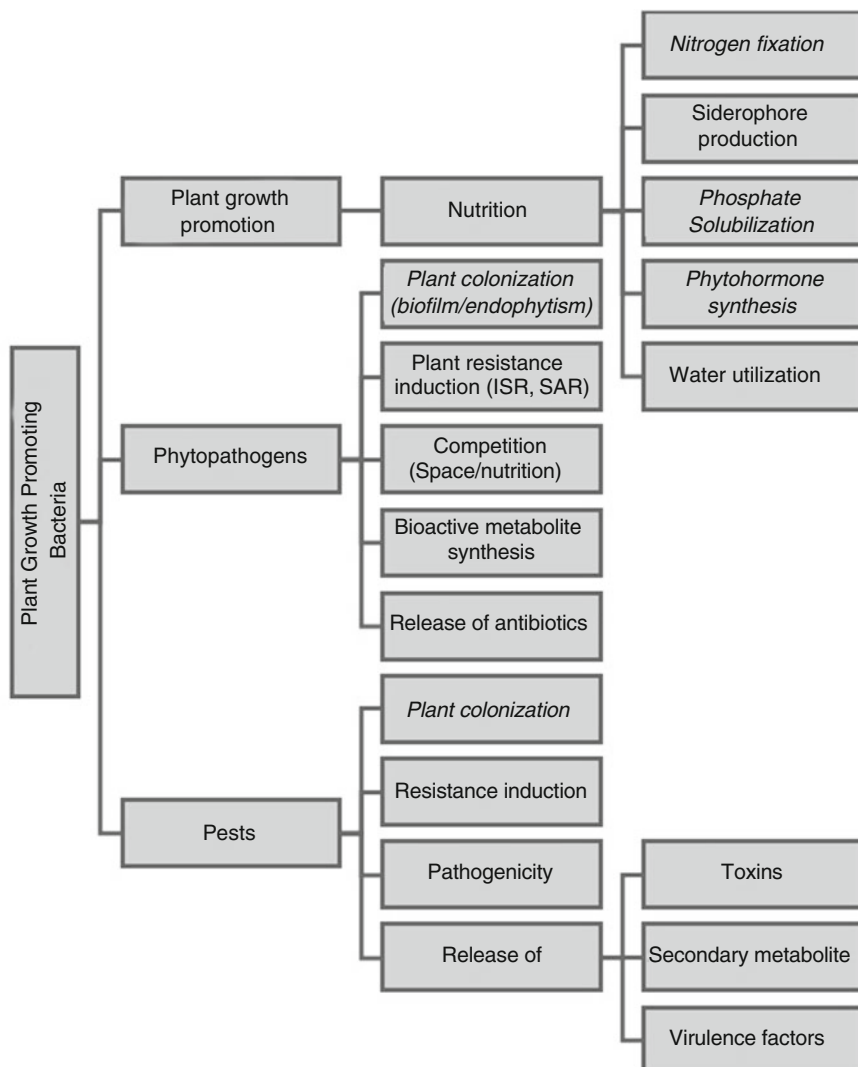 Plant Growth Promoting
Bacteria
Plant growth
promotion
Nutrition
Nitrogen fixation
Siderophore
production
Phosphate
Solubilization
Phytohormone
synthesis
Water utilization
Phytopathogens
Plant colonization
(biofilm/endophytism)
Plant resistance
induction (ISR, SAR)
Competition
(Space/nutrition)
Bioactive metabolite
synthesis
Release of antibiotics
Pests
Plant colonization
Resistance induction
Pathogenicity
Release of
Toxins
Secondary metabolite
Virulence factors